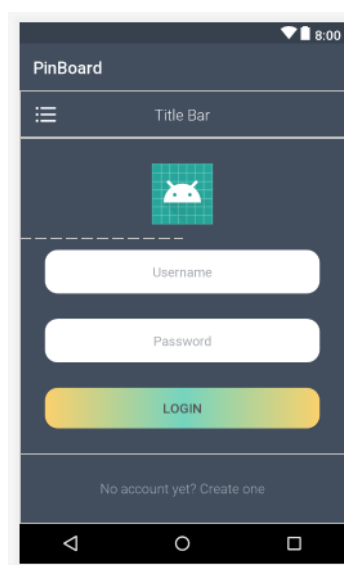 8:00
PinBoard
Title Bar
Username
Password
LOGIN
No account yet? Create one